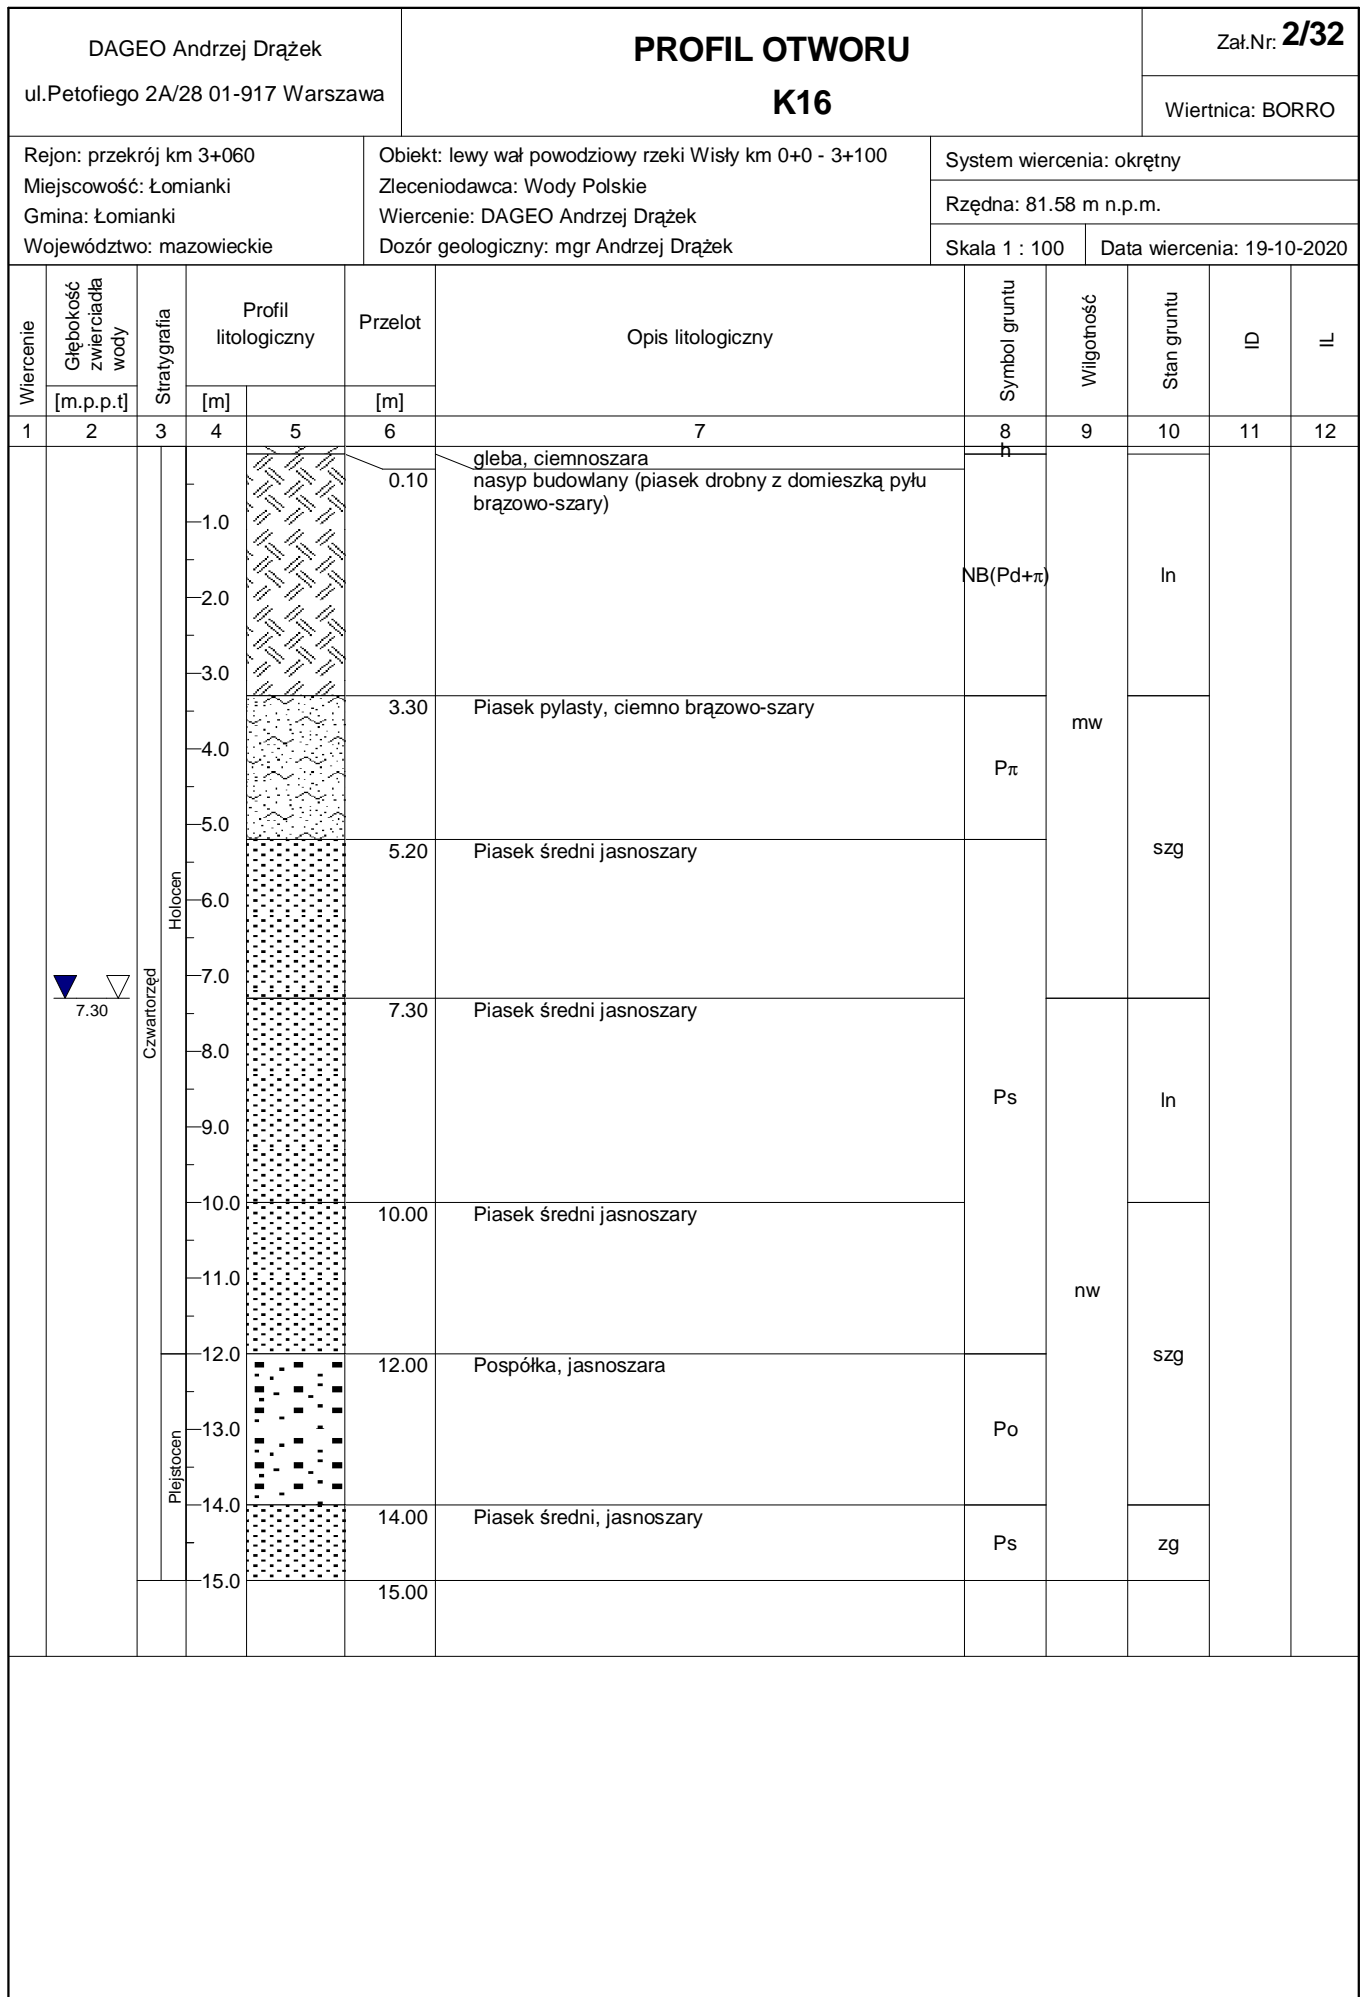 DAGEO Andrzej Drążek
ul.Petofiego 2A/28 01-917 Warszawa
PROFIL OTWORU
K16
Zał.Nr: 2/32
Wiertnica: BORRO
Rejon: przekrój km 3+060
Miejscowość: Łomianki
Gmina: Łomianki
Województwo: mazowieckie
Obiekt: lewy wał powodziowy rzeki Wisły km 0+0 - 3+100
Zleceniodawca: Wody Polskie
Wiercenie: DAGEO Andrzej Drążek
Dozór geologiczny: mgr Andrzej Drążek
System wiercenia: okrętny
Rzędna: 81.58 m n.p.m.
Skala 1 : 100
Data wiercenia: 19-10-2020
Wiercenie
Głębokość
zwierciadła
wody
[m.p.p.t]
Stratygrafia
Profil
litologiczny
[m]
Przelot
[m]
Opis litologiczny
Symbol gruntu
Wilgotność
Stan gruntu
ID
IL
1 2 3 4 5 6 7 8 9 10 11 12
gleba, ciemnoszara
h
0.10 nasyp budowlany (piasek drobny z domieszką pyłu
brązowo-szary)
1.0
NB(Pd+π) ln
2.0
3.0
3.30 Piasek pylasty, ciemno brązowo-szary
mw
4.0
Pπ
5.0
5.20 Piasek średni jasnoszary
szg
6.0
Holocen
7.0
7.30
7.30 Piasek średni jasnoszary
Czwartorzęd
8.0
Ps ln
9.0
10.0
10.00 Piasek średni jasnoszary
11.0
nw
12.0
szg
12.00 Pospółka, jasnoszara
13.0
Po
Plejstocen
14.0
14.00 Piasek średni, jasnoszary
Ps zg
15.0
15.00